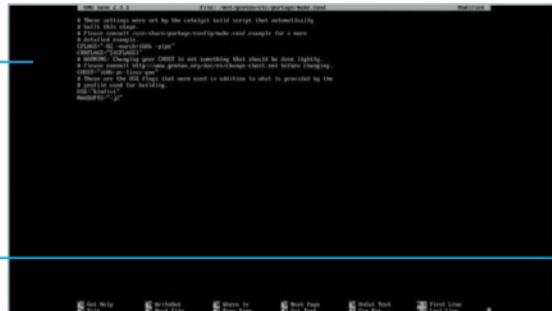 GNU nano 2.3.1 File: /mnt/gentoo/etc/portage/make.conf Modified
# These settings were set by the catalyst build script that automatically
# built this stage.
# Please consult /usr/share/portage/config/make.conf.example for a more
# detailed example.
CFLAGS="-O2 -march=i686 -pipe"
CXXFLAGS="${CFLAGS}"
# WARNING: Changing your CHOST is not something that should be done lightly.
# Please consult http://www.gentoo.org/doc/en/change-chost.xml before changing.
CHOST="i686-pc-linux-gnu"
# These are the USE flags that were used in addition to what is provided by the
# profile used for building.
USE="bindist"
MAKEOPTS="-j2"
Get Help WriteOut Where Is Next Page UnCut Text First Line